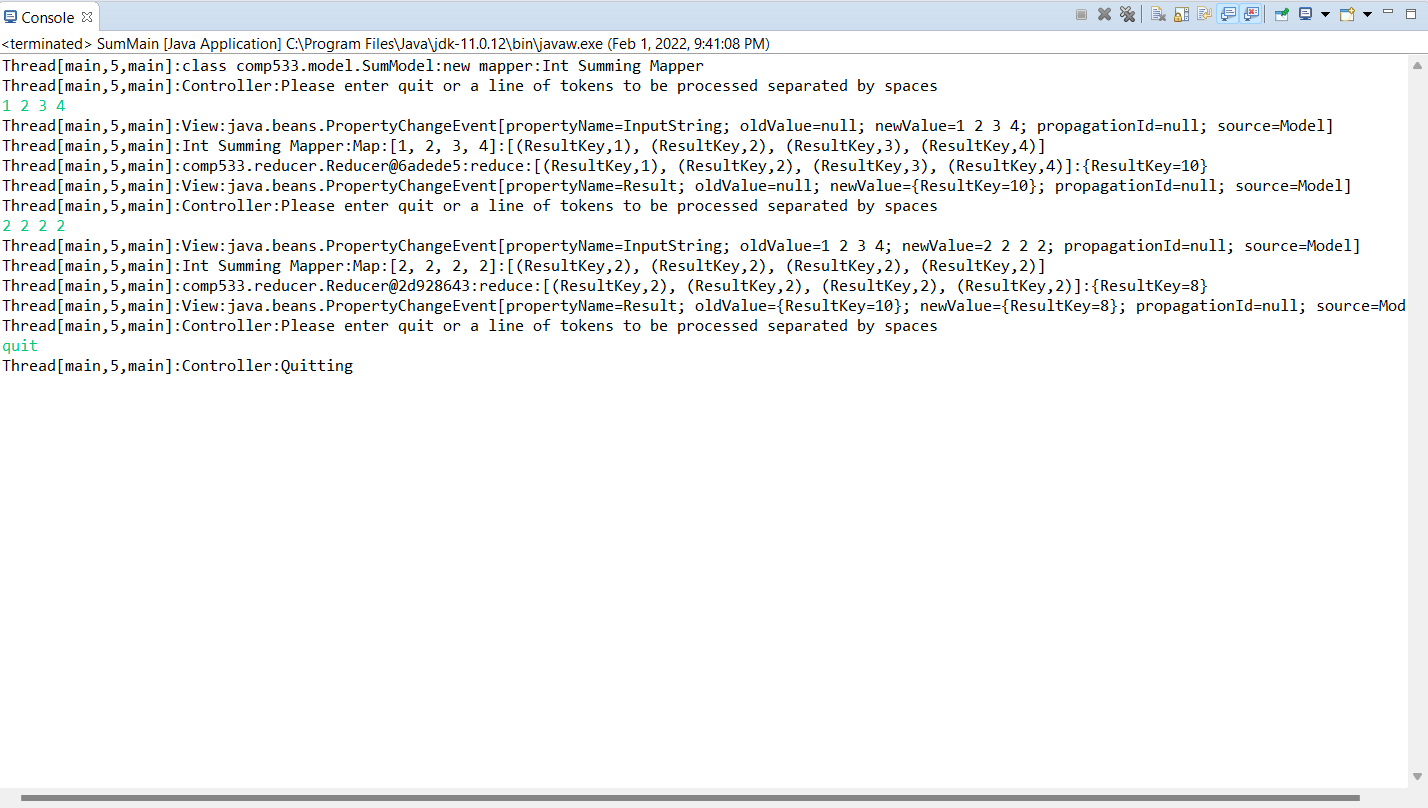 Console
<terminated> SumMain [Java Application] C:\Program Files\Java\jdk-11.0.12\bin\javaw.exe (Feb 1, 2022, 9:41:08 PM)
Thread[main,5,main]:class comp533.model.SumModel:new mapper:Int Summing Mapper
Thread[main,5,main]:Controller:Please enter quit or a line of tokens to be processed separated by spaces
1 2 3 4
Thread[main,5,main]:View:java.beans.PropertyChangeEvent[propertyName=InputString; oldValue=null; newValue=1 2 3 4; propagationId=null; source=Model]
Thread[main,5,main]:Int Summing Mapper:Map:[1, 2, 3, 4]:[(ResultKey,1), (ResultKey,2), (ResultKey,3), (ResultKey,4)]
Thread[main,5,main]:comp533.reducer.Reducer@6adede5:reduce:[(ResultKey,1), (ResultKey,2), (ResultKey,3), (ResultKey,4)]:{ResultKey=10}
Thread[main,5,main]:View:java.beans.PropertyChangeEvent[propertyName=Result; oldValue=null; newValue={ResultKey=10}; propagationId=null; source=Model]
Thread[main,5,main]:Controller:Please enter quit or a line of tokens to be processed separated by spaces
2 2 2 2
Thread[main,5,main]:View:java.beans.PropertyChangeEvent[propertyName=InputString; oldValue=1 2 3 4; newValue=2 2 2 2; propagationId=null; source=Model]
Thread[main,5,main]:Int Summing Mapper:Map:[2, 2, 2, 2]:[(ResultKey,2), (ResultKey,2), (ResultKey,2), (ResultKey,2)]
Thread[main,5,main]:comp533.reducer.Reducer@2d928643:reduce:[(ResultKey,2), (ResultKey,2), (ResultKey,2), (ResultKey,2)]:{ResultKey=8}
Thread[main,5,main]:View:java.beans.PropertyChangeEvent[propertyName=Result; oldValue={ResultKey=10}; newValue={ResultKey=8}; propagationId=null; source=Mod
Thread[main,5,main]:Controller:Please enter quit or a line of tokens to be processed separated by spaces
quit
Thread[main,5,main]:Controller:Quitting